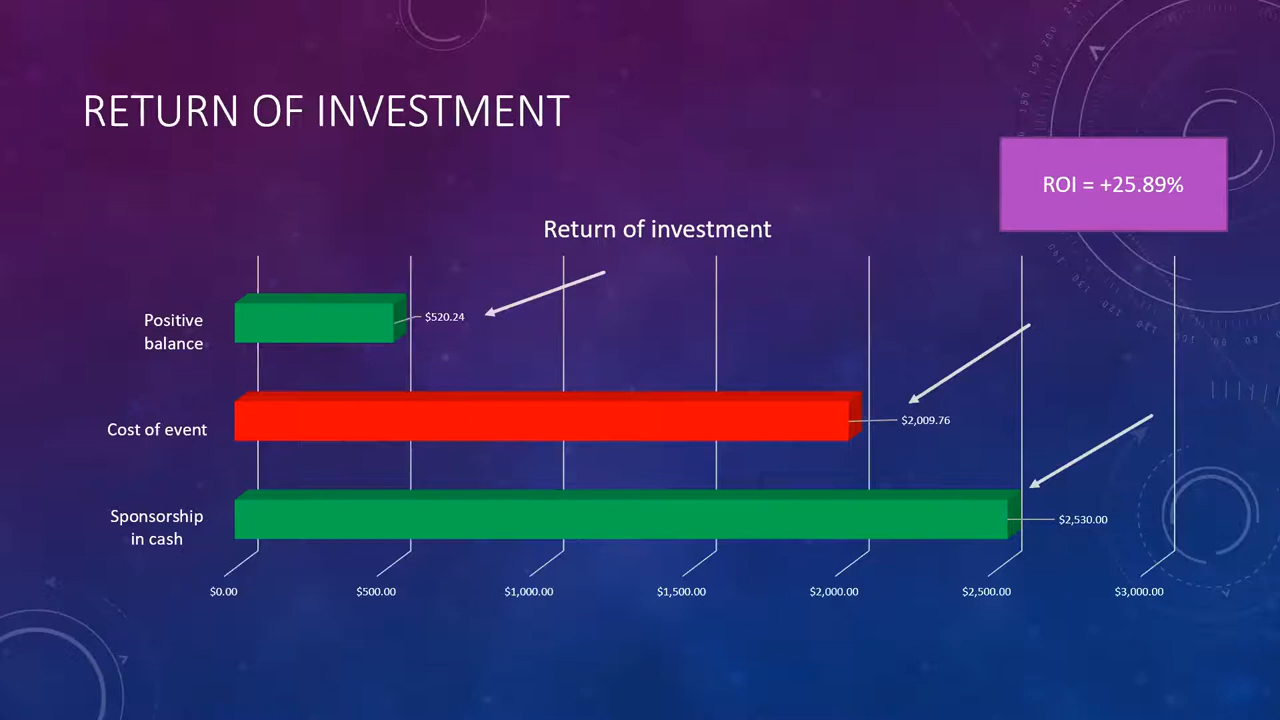 RETURN OF INVESTMENT
ROI = +25.89%
Return of investment
Positive
balance
$520.24
Cost of event
$2,009.76
Sponsorship
in cash
$2,530.00
$0.00
$500.00
$1,000.00
$1,500.00
$2,000.00
$2,500.00
$3,000.00